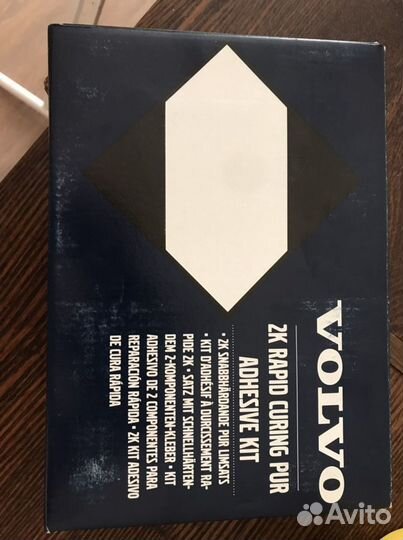 VOLVO
2K RAPID CURING PUR
ADHESIVE KIT
• 2K SNABBHÄRDANDE PUR LIMSATS
• KIT D'ADHÉSIF À DURCISSEMENT RA-
PIDE 2K • SATZ MIT SCHNELLHÄRTEN-
DEM 2-KOMPONENTEN-KLEBER • KIT
ADHESIVO DE 2 COMPONENTES PARA
REPARACIÓN RÁPIDA • 2K KIT ADESIVO
DE CURA RÁPIDA
Avito